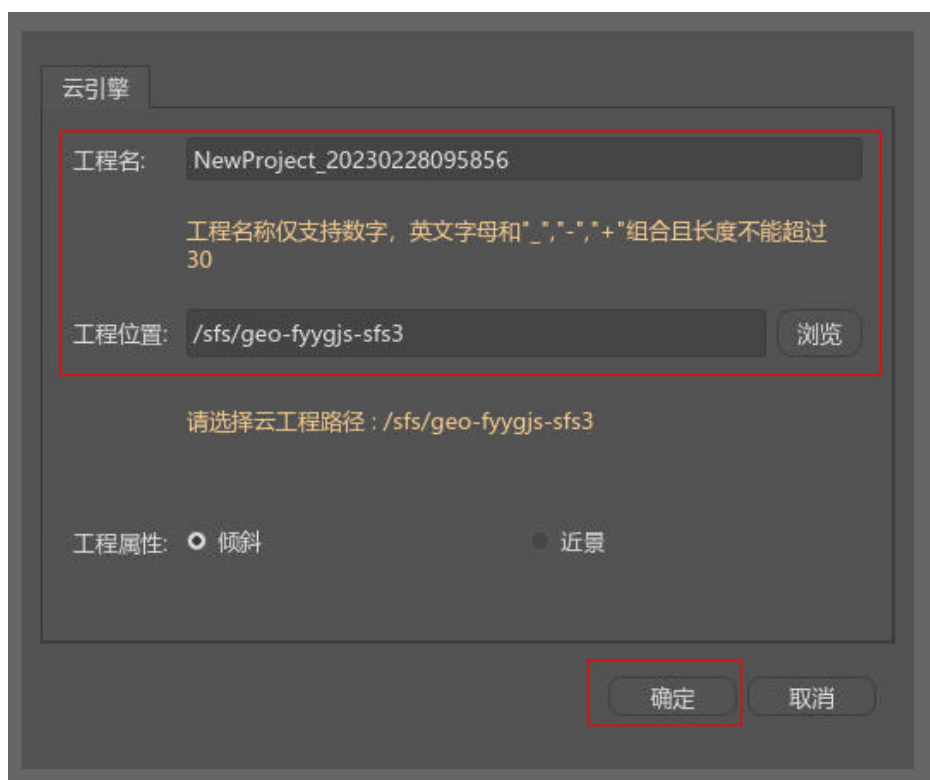 云引擎
工程名: NewProject_20230228095856
工程名称仅支持数字，英文字母和"_","-","+"组合且长度不能超过
30
工程位置: /sfs/geo-fyygjs-sfs3 浏览
请选择云工程路径 : /sfs/geo-fyygjs-sfs3
工程属性: 倾斜 近景
确定 取消